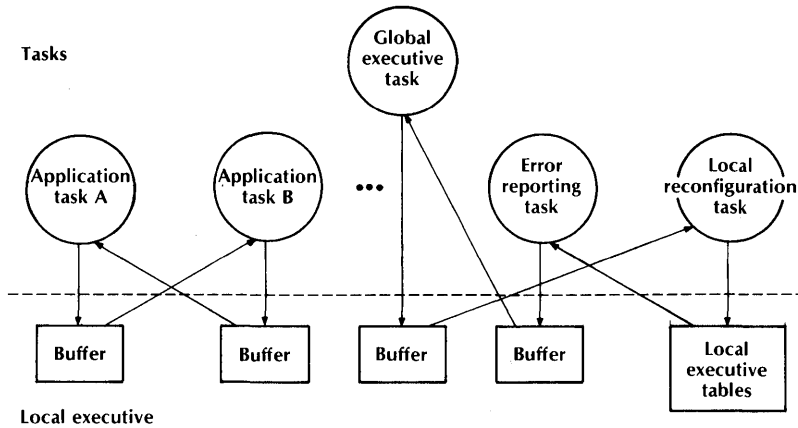 Tasks
Global
executive
task
Application
task A
Application
task B
...
Error
reporting
task
Local
reconfiguration
task
Buffer
Buffer
Buffer
Buffer
Local
executive
tables
Local executive